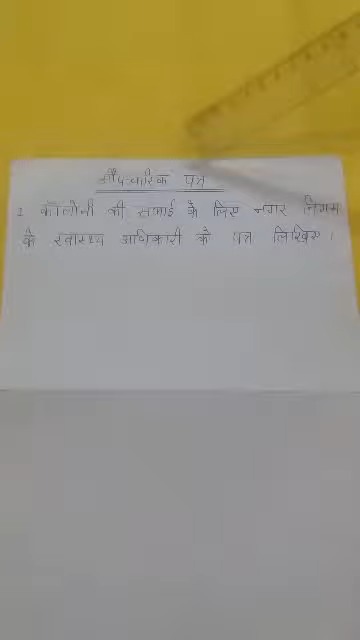 औपचारिक पत्र
1 कॉलोनी की सफाई के लिए नगर निगम
के स्वास्थ्य अधिकारी को पत्र लिखिए ।